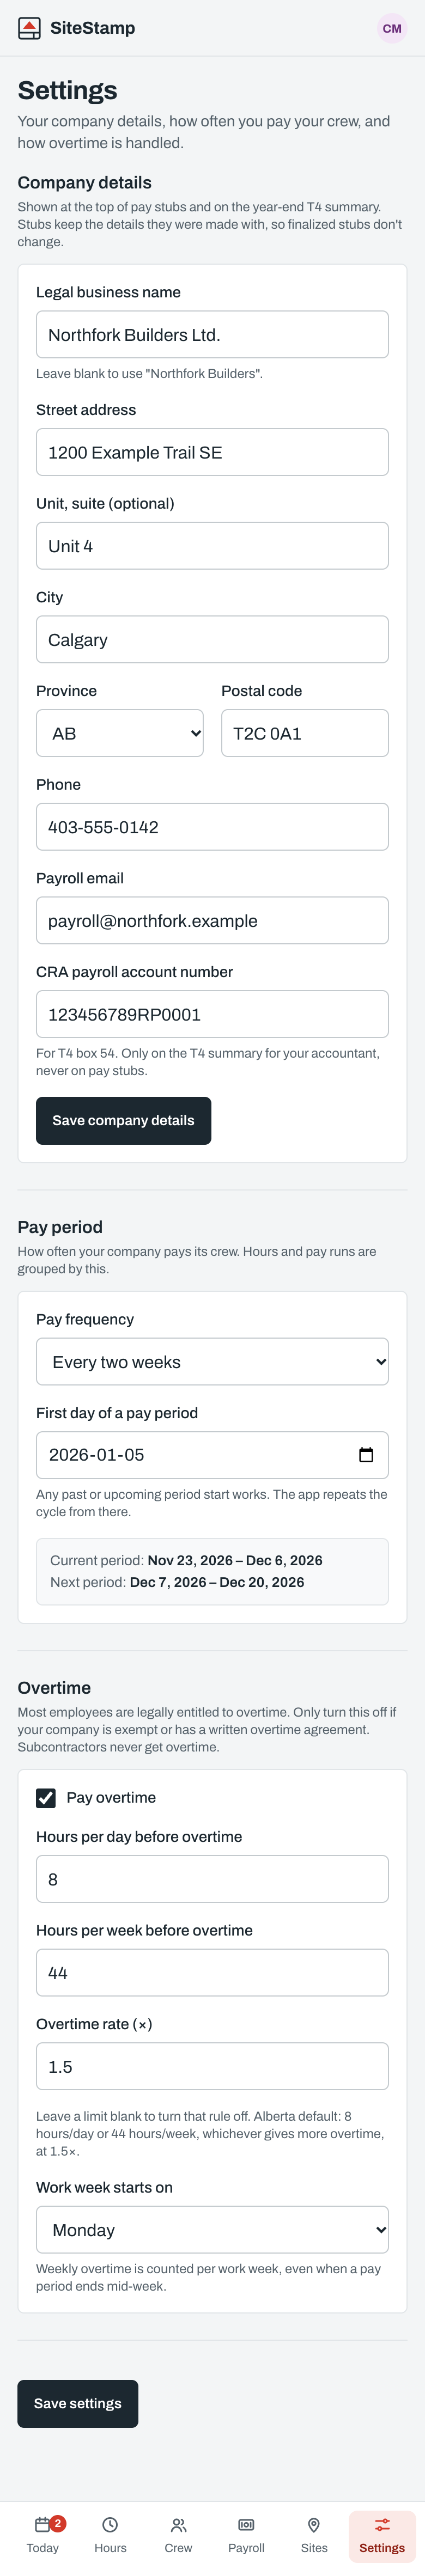 SiteStamp
CM
Settings
Your company details, how often you pay your crew, and
how overtime is handled.
Company details
Shown at the top of pay stubs and on the year-end T4 summary.
Stubs keep the details they were made with, so finalized stubs don't
change.
Legal business name
Northfork Builders Ltd.
Leave blank to use "Northfork Builders".
Street address
1200 Example Trail SE
Unit, suite (optional)
Unit 4
City
Calgary
Province
Postal code
AB
T2C 0A1
Phone
403-555-0142
Payroll email
payroll@northfork.example
CRA payroll account number
123456789RP0001
For T4 box 54. Only on the T4 summary for your accountant,
never on pay stubs.
Save company details
Pay period
How often your company pays its crew. Hours and pay runs are
grouped by this.
Pay frequency
Every two weeks
First day of a pay period
2026-01-05
Any past or upcoming period start works. The app repeats the
cycle from there.
Current period: Nov 23, 2026 – Dec 6, 2026
Next period: Dec 7, 2026 – Dec 20, 2026
Overtime
Most employees are legally entitled to overtime. Only turn this off if
your company is exempt or has a written overtime agreement.
Subcontractors never get overtime.
Pay overtime
Hours per day before overtime
8
Hours per week before overtime
44
Overtime rate (×)
1.5
Leave a limit blank to turn that rule off. Alberta default: 8
hours/day or 44 hours/week, whichever gives more overtime,
at 1.5×.
Work week starts on
Monday
Weekly overtime is counted per work week, even when a pay
period ends mid-week.
Save settings
2
Today
Hours
Crew
Payroll
Sites
Settings